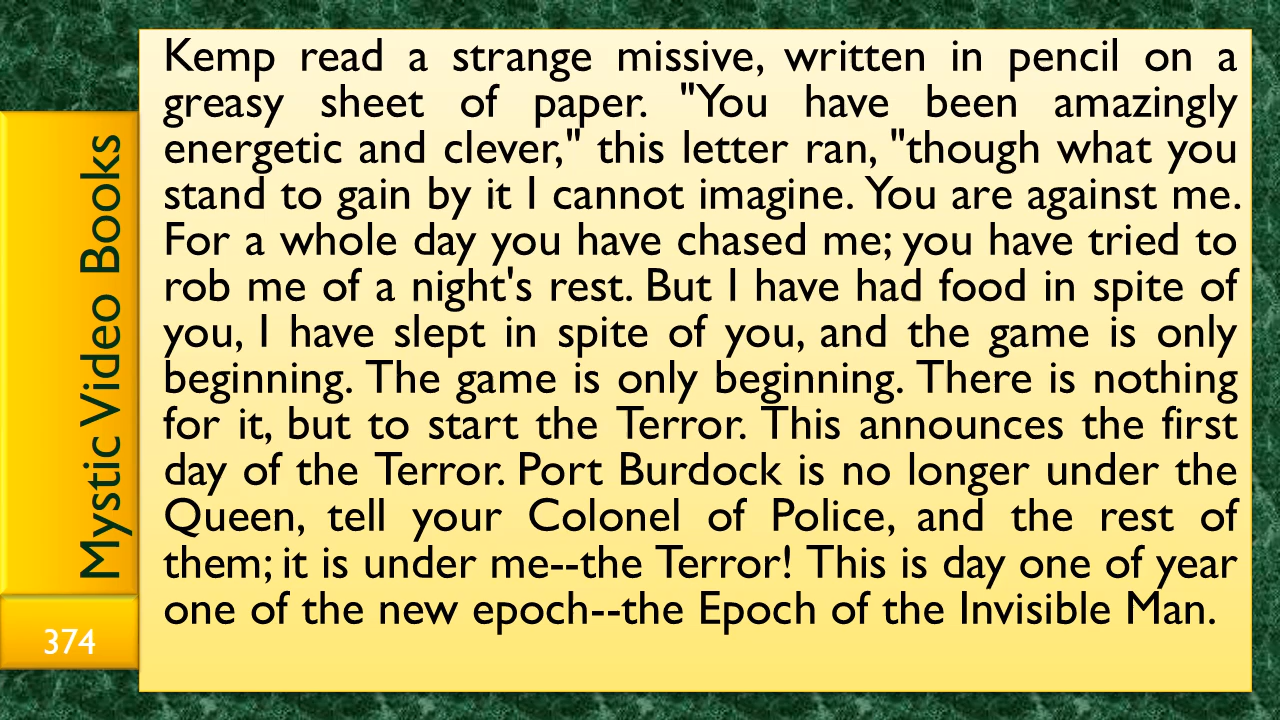 Kemp read a strange missive, written in pencil on a
greasy sheet of paper. "You have been amazingly
energetic and clever," this letter ran, "though what you
stand to gain by it I cannot imagine. You are against me.
For a whole day you have chased me; you have tried to
rob me of a night's rest. But I have had food in spite of
you, I have slept in spite of you, and the game is only
beginning. The game is only beginning. There is nothing
for it, but to start the Terror. This announces the first
day of the Terror. Port Burdock is no longer under the
Queen, tell your Colonel of Police, and the rest of
them; it is under me--the Terror! This is day one of year
one of the new epoch--the Epoch of the Invisible Man.
Mystic Video Books
374